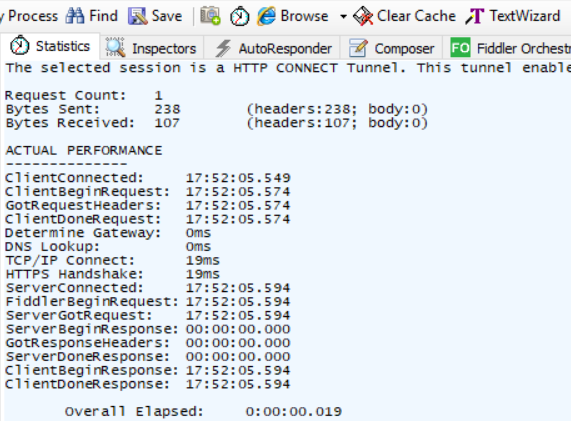 Process Find Save Browse Clear Cache TextWizard
Statistics Inspectors AutoResponder Composer FO Fiddler Orchestr
The selected session is a HTTP CONNECT Tunnel. This tunnel enable
Request Count: 1
Bytes Sent: 238 (headers:238; body:0)
Bytes Received: 107 (headers:107; body:0)
ACTUAL PERFORMANCE
--------------
ClientConnected: 17:52:05.549
ClientBeginRequest: 17:52:05.574
GotRequestHeaders: 17:52:05.574
ClientDoneRequest: 17:52:05.574
Determine Gateway: 0ms
DNS Lookup: 0ms
TCP/IP Connect: 19ms
HTTPS Handshake: 19ms
ServerConnected: 17:52:05.594
FiddlerBeginRequest: 17:52:05.594
ServerGotRequest: 17:52:05.594
ServerBeginResponse: 00:00:00.000
GotResponseHeaders: 00:00:00.000
ServerDoneResponse: 00:00:00.000
ClientBeginResponse: 17:52:05.594
ClientDoneResponse: 17:52:05.594
Overall Elapsed: 0:00:00.019